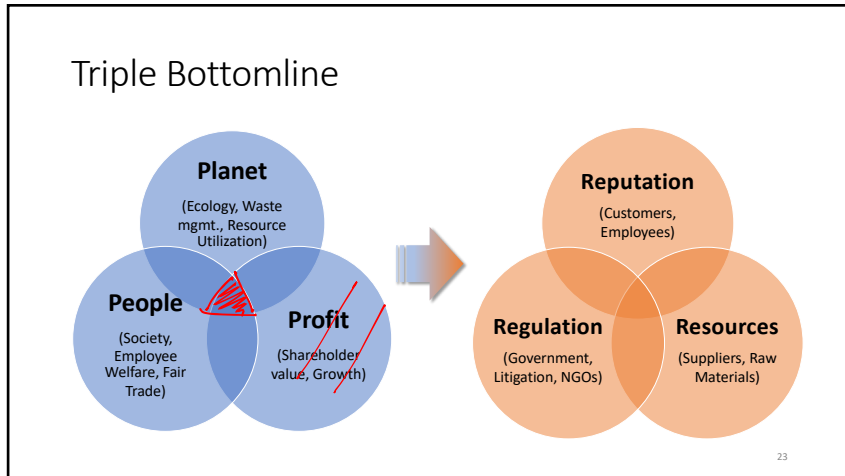 Triple Bottomline
Planet
(Ecology, Waste
mgmt., Resource
Utilization)
People
(Society,
Employee
Welfare, Fair
Trade)
Profit
(Shareholder
value, Growth)
Reputation
(Customers,
Employees)
Regulation
(Government,
Litigation, NGOs)
Resources
(Suppliers, Raw
Materials)
23